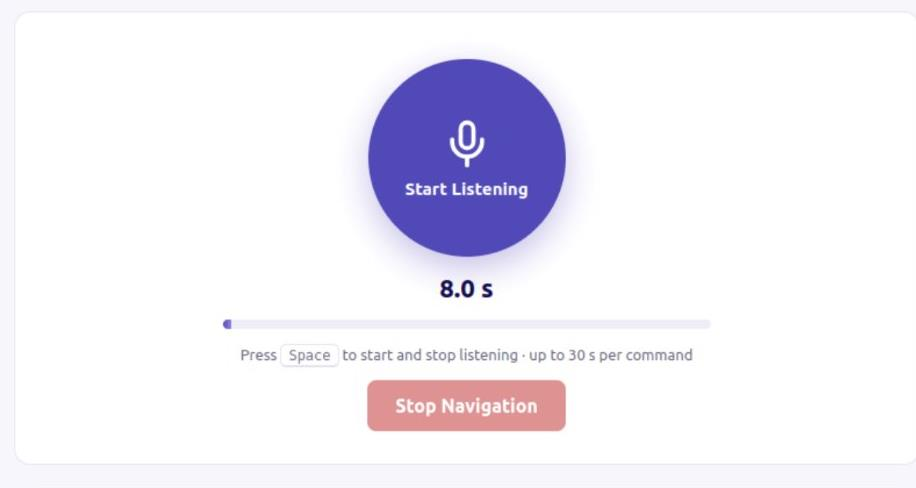 Start Listening
8.0 s
Press Space to start and stop listening · up to 30 s per command
Stop Navigation